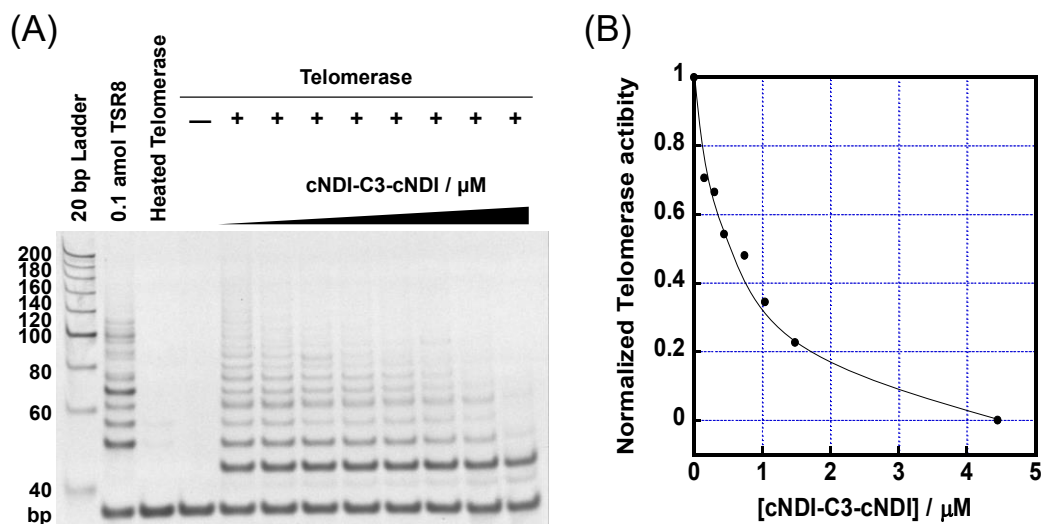 (A)
20 bp Ladder
0.1 amol TSR8
Heated Telomerase
Telomerase
— + + + + + + + +
cNDI-C3-cNDI / μM
200
180
160
140
120
100
80
60
40
bp
(B)
Normalized Telomerase actibity
1
0.8
0.6
0.4
0.2
0
0 1 2 3 4 5
[cNDI-C3-cNDI] / μM